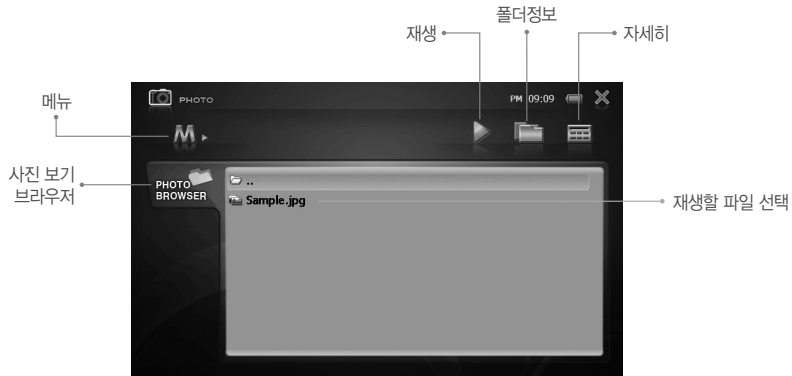 폴더정보
재생
자세히
메뉴
PHOTO
PM 09:09
M
사진 보기
브라우저
PHOTO
BROWSER
..
Sample.jpg
재생할 파일 선택